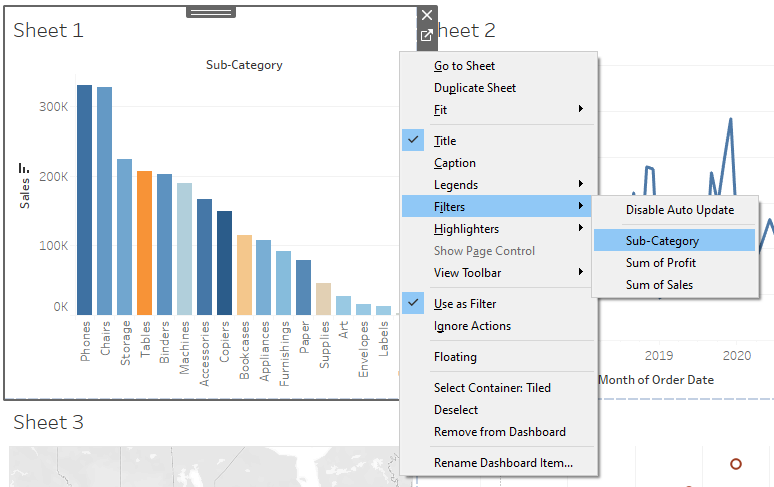 Sheet 1
Sub-Category
300K
200K
100K
0K
Sales
Phones
Chairs
Storage
Tables
Binders
Machines
Accessories
Copiers
Bookcases
Appliances
Furnishings
Paper
Supplies
Art
Envelopes
Labels
Go to Sheet
Duplicate Sheet
Fit
Title
Caption
Legends
Filters
Highlighters
Show Page Control
View Toolbar
Use as Filter
Ignore Actions
Floating
Select Container: Tiled
Deselect
Remove from Dashboard
Rename Dashboard Item...
Disable Auto Update
Sub-Category
Sum of Profit
Sum of Sales
heet 2
2019 2020
Month of Order Date
Sheet 3